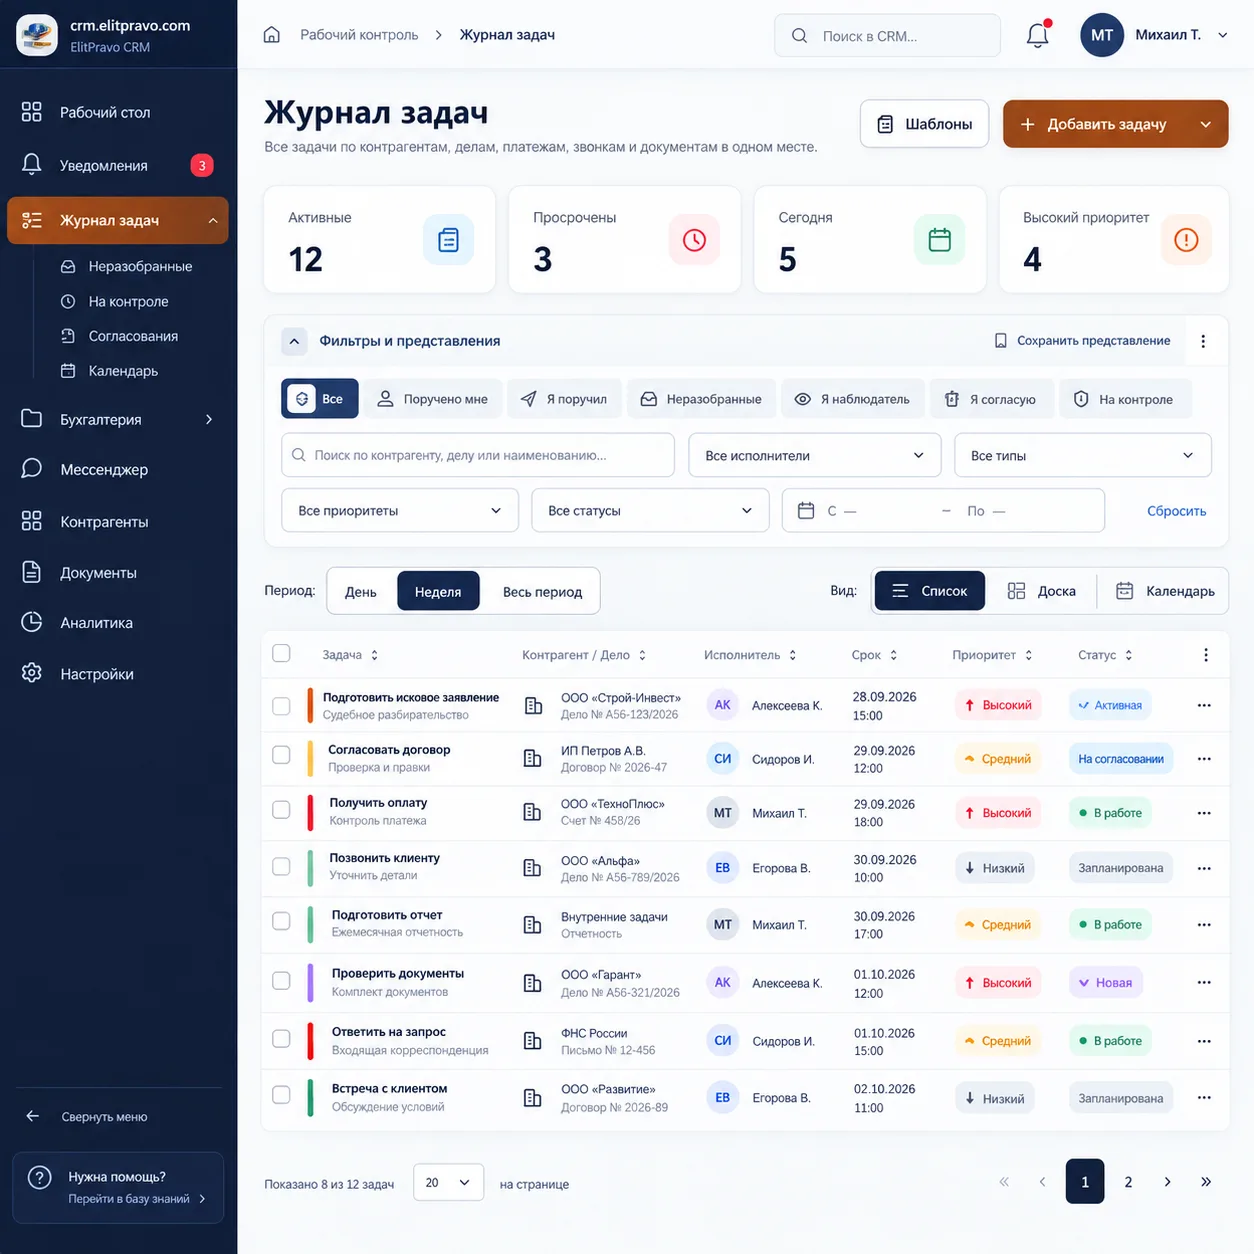 crm.elitpravo.com
ElitPravo CRM
Рабочий стол
Уведомления 3
Журнал задач
Неразобранные
На контроле
Согласования
Календарь
Бухгалтерия
Мессенджер
Контрагенты
Документы
Аналитика
Настройки
Свернуть меню
Нужна помощь?
Перейти в базу знаний
Рабочий контроль Журнал задач
Поиск в CRM...
МТ Михаил Т.
Журнал задач
Все задачи по контрагентам, делам, платежам, звонкам и документам в одном месте.
Шаблоны
+ Добавить задачу
Активные
12
Просрочены
3
Сегодня
5
Высокий приоритет
4
Фильтры и представления
Сохранить представление
Все
Поручено мне
Я поручил
Неразобранные
Я наблюдатель
Я согласую
На контроле
Поиск по контрагенту, делу или наименованию...
Все исполнители
Все типы
Все приоритеты
Все статусы
С — – По —
Сбросить
Период: День Неделя Весь период
Вид: Список Доска Календарь
Задача Контрагент / Дело Исполнитель Срок Приоритет Статус
Подготовить исковое заявление
Судебное разбирательство
ООО «Строй-Инвест»
Дело № А56-123/2026
АК Алексеева К.
28.09.2026
15:00
Высокий
Активная
Согласовать договор
Проверка и правки
ИП Петров А.В.
Договор № 2026-47
СИ Сидоров И.
29.09.2026
12:00
Средний
На согласовании
Получить оплату
Контроль платежа
ООО «ТехноПлюс»
Счет № 458/26
МТ Михаил Т.
29.09.2026
18:00
Высокий
В работе
Позвонить клиенту
Уточнить детали
ООО «Альфа»
Дело № А56-789/2026
ЕВ Егорова В.
30.09.2026
10:00
Низкий
Запланирована
Подготовить отчет
Ежемесячная отчетность
Внутренние задачи
Отчетность
МТ Михаил Т.
30.09.2026
17:00
Средний
В работе
Проверить документы
Комплект документов
ООО «Гарант»
Дело № А56-321/2026
АК Алексеева К.
01.10.2026
12:00
Высокий
Новая
Ответить на запрос
Входящая корреспонденция
ФНС России
Письмо № 12-456
СИ Сидоров И.
01.10.2026
15:00
Средний
В работе
Встреча с клиентом
Обсуждение условий
ООО «Развитие»
Договор № 2026-89
ЕВ Егорова В.
02.10.2026
11:00
Низкий
Запланирована
Показано 8 из 12 задач 20 на странице
« ‹ 1 2 › »